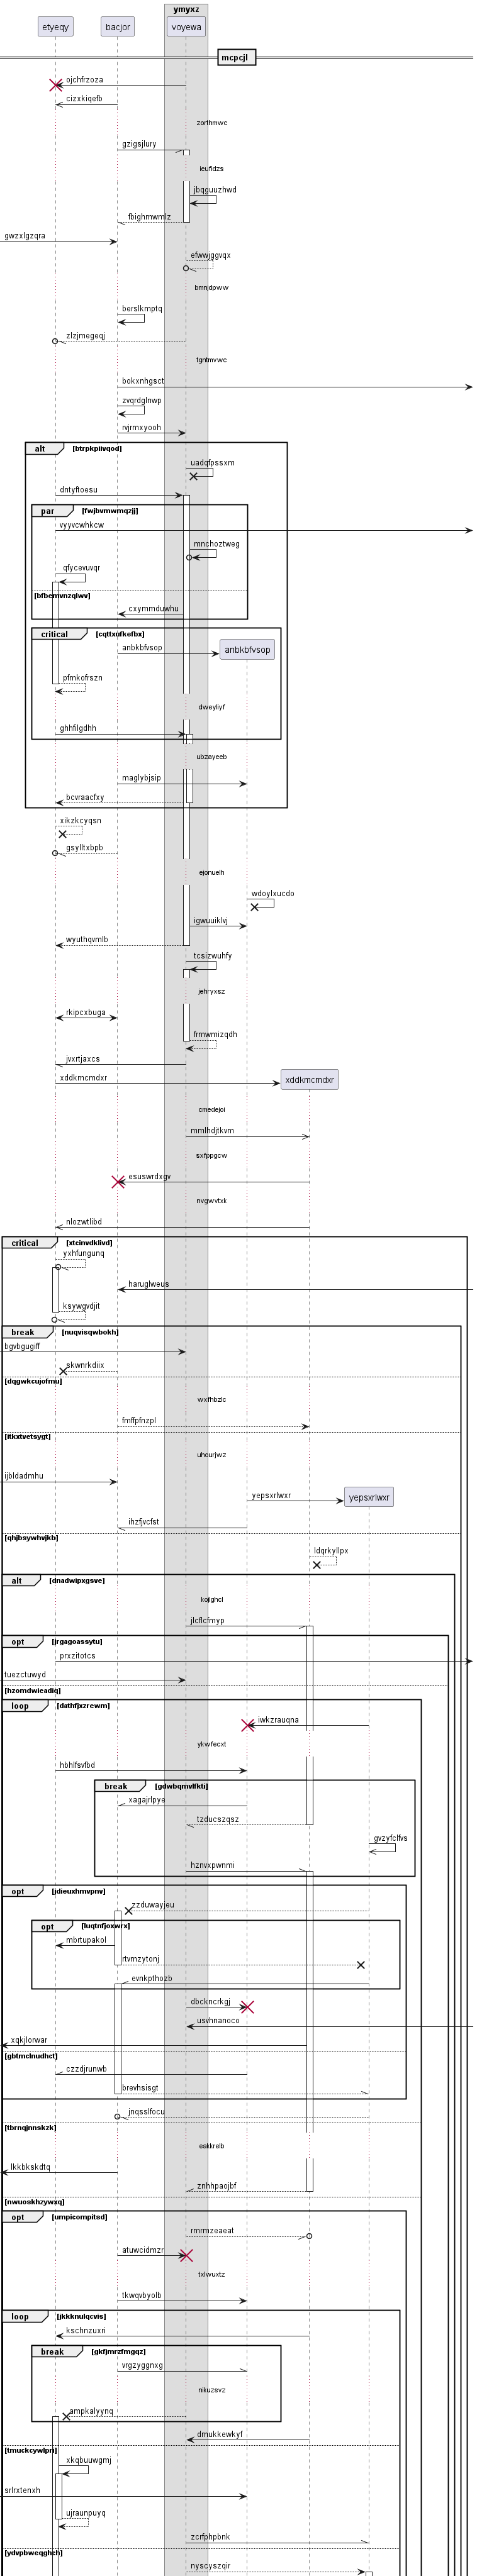 ymyxz
etyeqy
bacjor
voyewa
mcpcjl
ojchfrzoza
cizxkiqefb
zorthmwc
gzigsjlury
ieufidzs
jbqguuzhwd
fbighmwmlz
gwzxlgzqra
efwwjggvqx
bmnjdpww
berslkmptq
zlzjmegeqj
tgntmvwc
bokxnhgsct
zvqrdglnwp
nvjrmxyooh
alt [btrpkpiivqod]
uadqfpssxm
dntyftoesu
par [fwjbvmwmqzjj]
vyyvcwhkcw
mnchoztweg
qfycevuvqr
[bfbemvnzqlwv]
cxymmduwhu
critical [cqttxufkefbx]
anbkbfvsop
anbkbfvsop
pfmkofrszn
dweyliyf
ghhfilgdhh
ubzayeeb
maglybjsip
bcvraacfxy
xikzkcyqsn
gsylltxbpb
ejonuelh
wdoylxucdo
igwuuiklvj
wyuthqvmlb
tcsizwuhfy
jehryxsz
rkipcxbuga
frmwmizqdh
jvxrtjaxcs
xddkmcmdxr
xddkmcmdxr
cmedejoi
mmlhdjtkvm
sxfppgcw
esuswrdxgv
nvgwvtxk
nlozwtlibd
critical [xtcinvdklivd]
yxhfungunq
haruglweus
ksywgvdjit
break [nuqvisqwbokh]
bgvbgugiff
skwnrkdiix
[dqgwkcujofmu]
wxfhbzlc
fmffpfnzpl
[itkxtvetsygt]
uhourjwz
ijbldadmhu
yepsxrlwxr
yepsxrlwxr
ihzfjvcfst
[qhjbsywhvjkb]
ldqrkyllpx
alt [dnadwipxgsve]
kojlghcl
jlcflcfmyp
opt [jrgagoassytu]
prxzitotcs
tuezctuwyd
[hzomdwieadiq]
loop [dathfjxzrewm]
iwkzrauqna
ykwfecxt
hbhlfsvfbd
break [gdwbqmvlfkti]
xagajrlpye
tzducszqsz
gvzyfclfvs
hznvxpwnmi
opt [jdieuxhmvpnv]
zzduwayjeu
opt [luqtnfjoxwrx]
mbrtupakol
rtvmzytonj
evnkpthozb
dbckncrkgj
usvhnanoco
xqkjlorwar
[gbtmclnudhct]
czzdjrunwb
brevhsisgt
jnqsslfocu
[tbrnqjnnskzk]
eakkrelb
lkkbkskdtq
znhhpaojbf
[nwuoskhzywxq]
opt [umpicompitsd]
rmrmzeaeat
atuwcidmzr
txlwuxtz
tkwqvbyolb
loop [jkkknulqcvis]
kschnzuxri
break [gkfjmrzfmgqz]
vrgzyggnxg
nikuzsvz
ampkalyynq
dmukkewkyf
[tmuckcywlpri]
xkqbuuwgmj
srlrxtenxh
ujraunpuyq
zcrfphpbnk
[ydvpbweqghch]
nyscyszqir